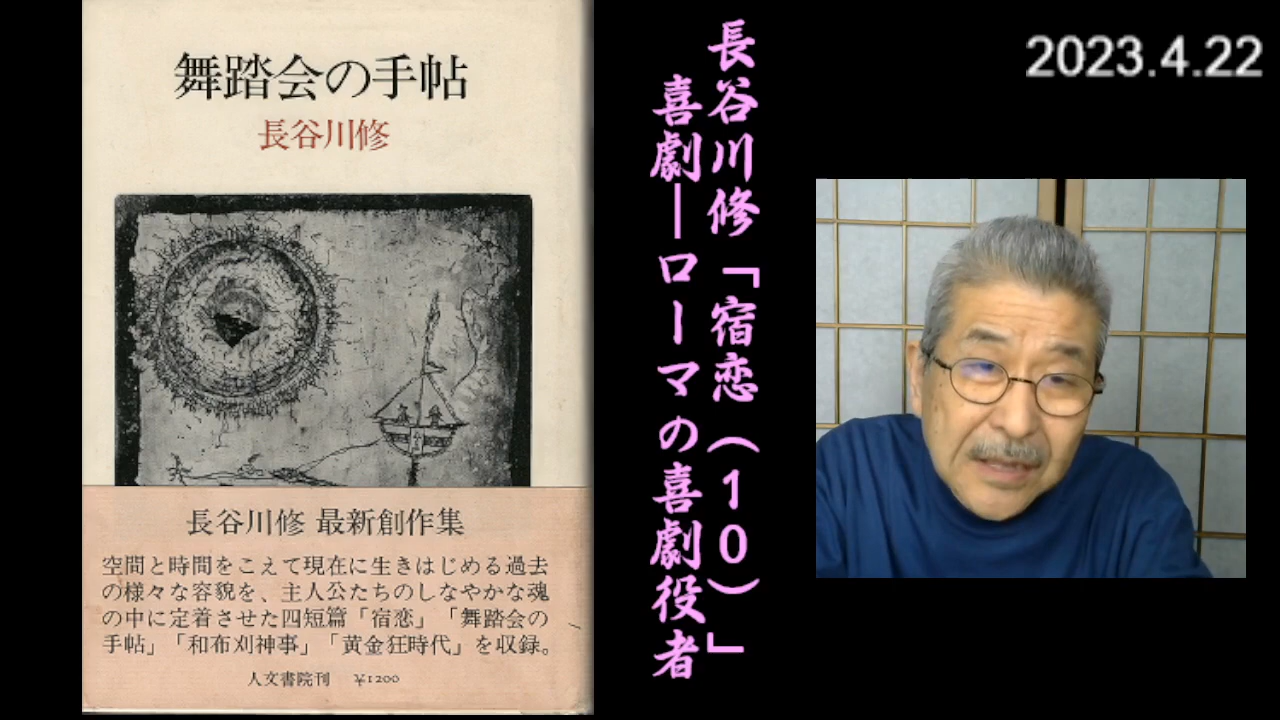 舞踏会の手帖
長谷川修
長谷川修 最新創作集
空間と時間をこえて現在に生きはじめる過去
の様々な容貌を、主人公たちのしなやかな魂
の中に定着させた四短篇「宿恋」「舞踏会の
手帖」「和布刈神事」「黄金狂時代」を収録。
人文書院刊 ¥1200
長谷川修「宿恋（１０）」
喜劇―ローマの喜劇役者
2023.4.22